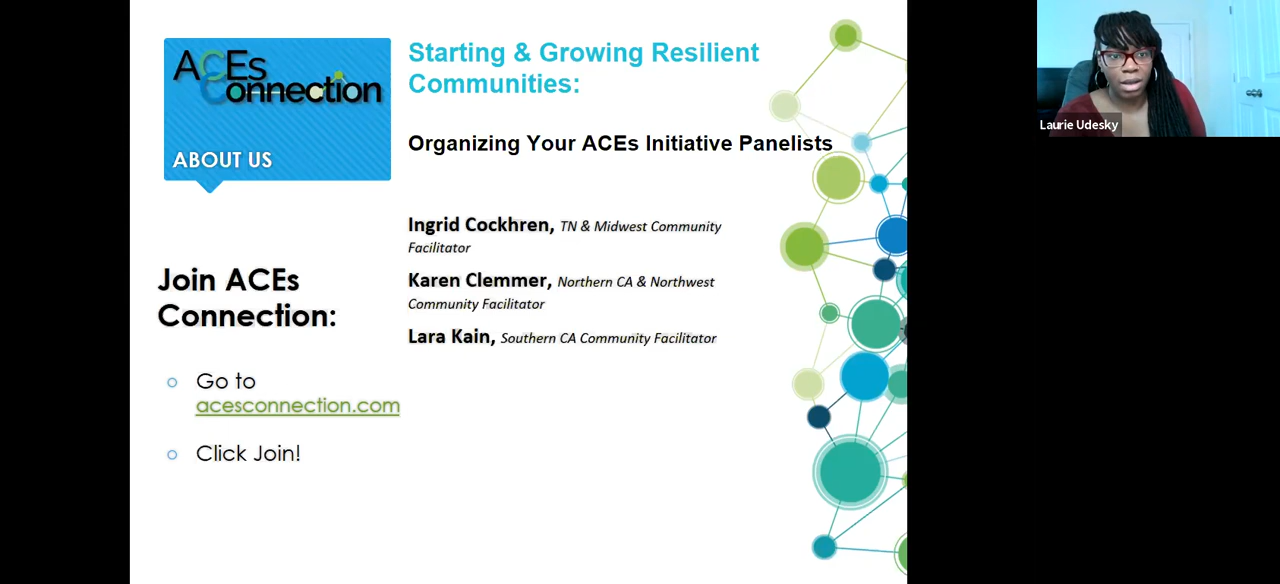 ACEs
Connection
ABOUT US
Join ACEs
Connection:
Go to
acesconnection.com
Click Join!
Starting & Growing Resilient
Communities:
Organizing Your ACEs Initiative Panelists
Ingrid Cockhren, TN & Midwest Community
Facilitator
Karen Clemmer, Northern CA & Northwest
Community Facilitator
Lara Kain, Southern CA Community Facilitator
Laurie Udesky